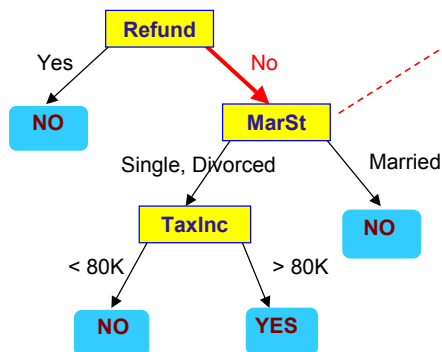 Refund
Yes
No
NO
MarSt
Single, Divorced
Married
TaxInc
NO
< 80K
> 80K
NO
YES